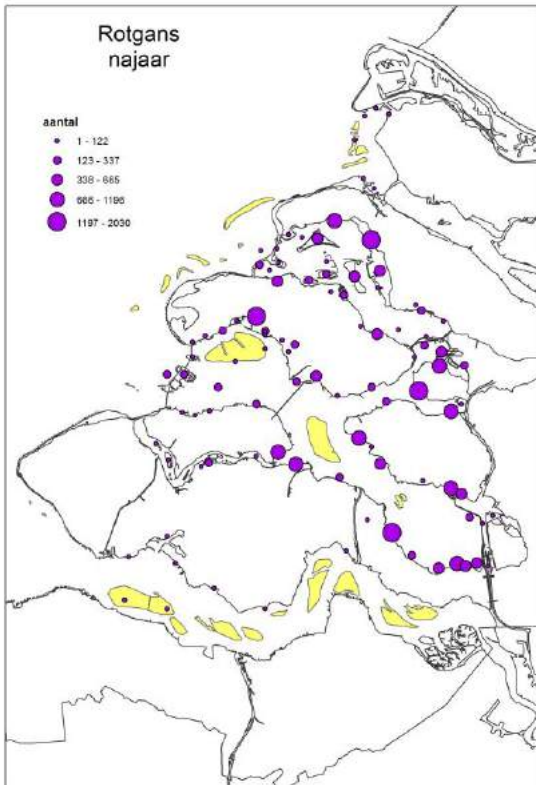 Rotgans
najaar
aantal
1 - 122
123 - 337
338 - 665
666 - 1196
1197 - 2030